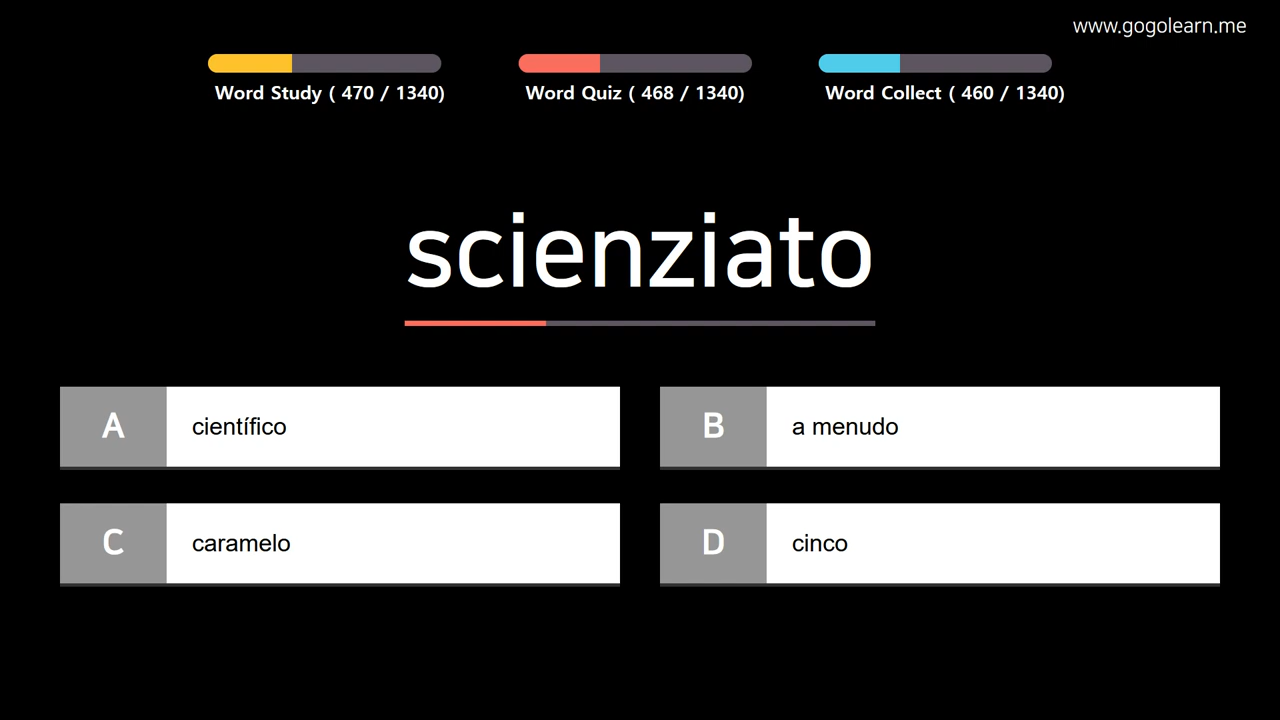 www.gogolearn.me
Word Study ( 470 / 1340)
Word Quiz ( 468 / 1340)
Word Collect ( 460 / 1340)
scienziato
A
científico
B
a menudo
C
caramelo
D
cinco